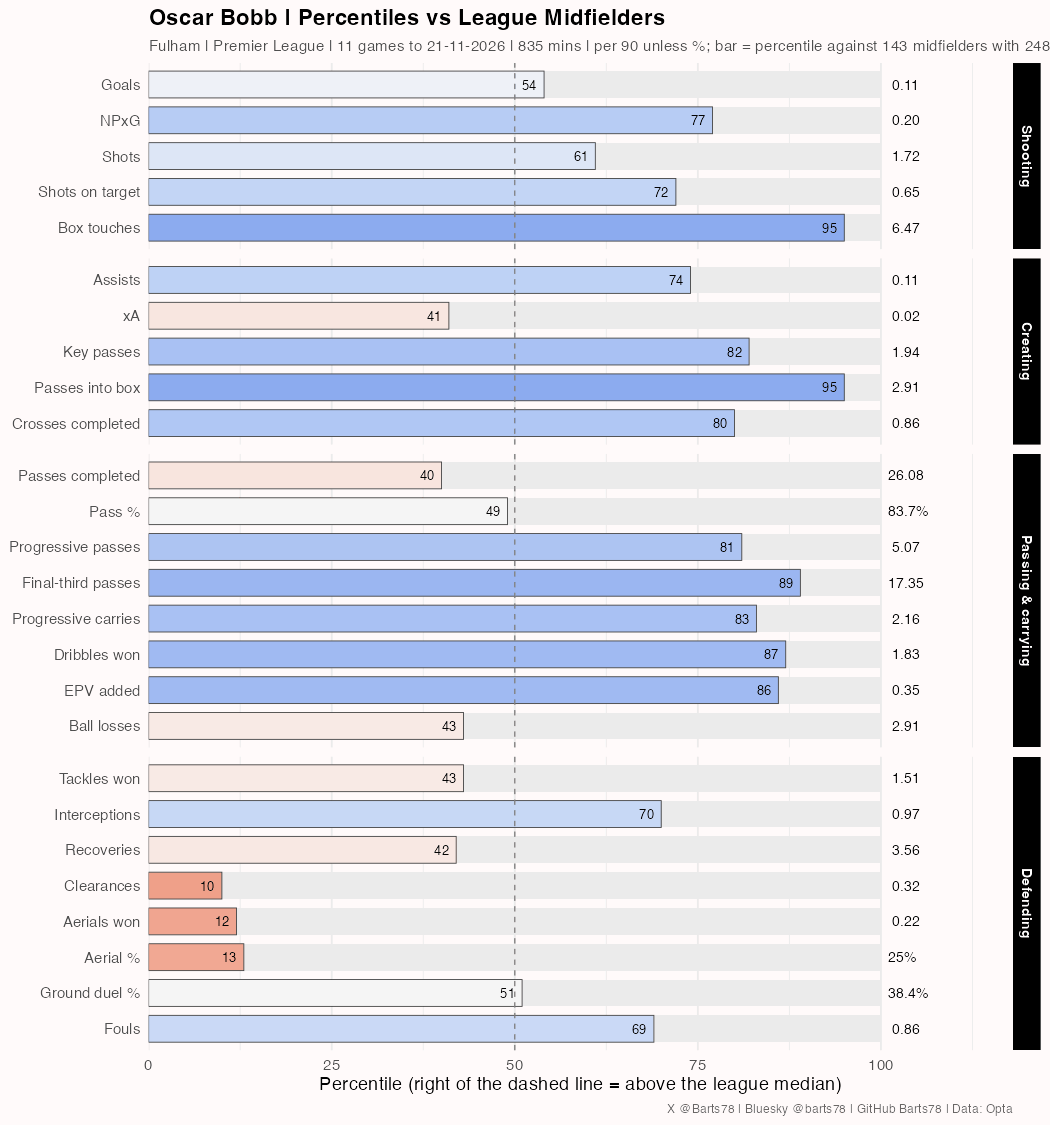 Oscar Bobb | Percentiles vs League Midfielders
Fulham | Premier League | 11 games to 21-11-2026 | 835 mins | per 90 unless %; bar = percentile against 143 midfielders with 248
Goals 54 0.11
NPxG 77 0.20
Shots 61 1.72
Shots on target 72 0.65
Box touches 95 6.47
Shooting
Assists 74 0.11
xA 41 0.02
Key passes 82 1.94
Passes into box 95 2.91
Crosses completed 80 0.86
Creating
Passes completed 40 26.08
Pass % 49 83.7%
Progressive passes 81 5.07
Final-third passes 89 17.35
Progressive carries 83 2.16
Dribbles won 87 1.83
EPV added 86 0.35
Ball losses 43 2.91
Passing & carrying
Tackles won 43 1.51
Interceptions 70 0.97
Recoveries 42 3.56
Clearances 10 0.32
Aerials won 12 0.22
Aerial % 13 25%
Ground duel % 51 38.4%
Fouls 69 0.86
Defending
0 25 50 75 100
Percentile (right of the dashed line = above the league median)
X @Barts78 | Bluesky @barts78 | GitHub Barts78 | Data: Opta